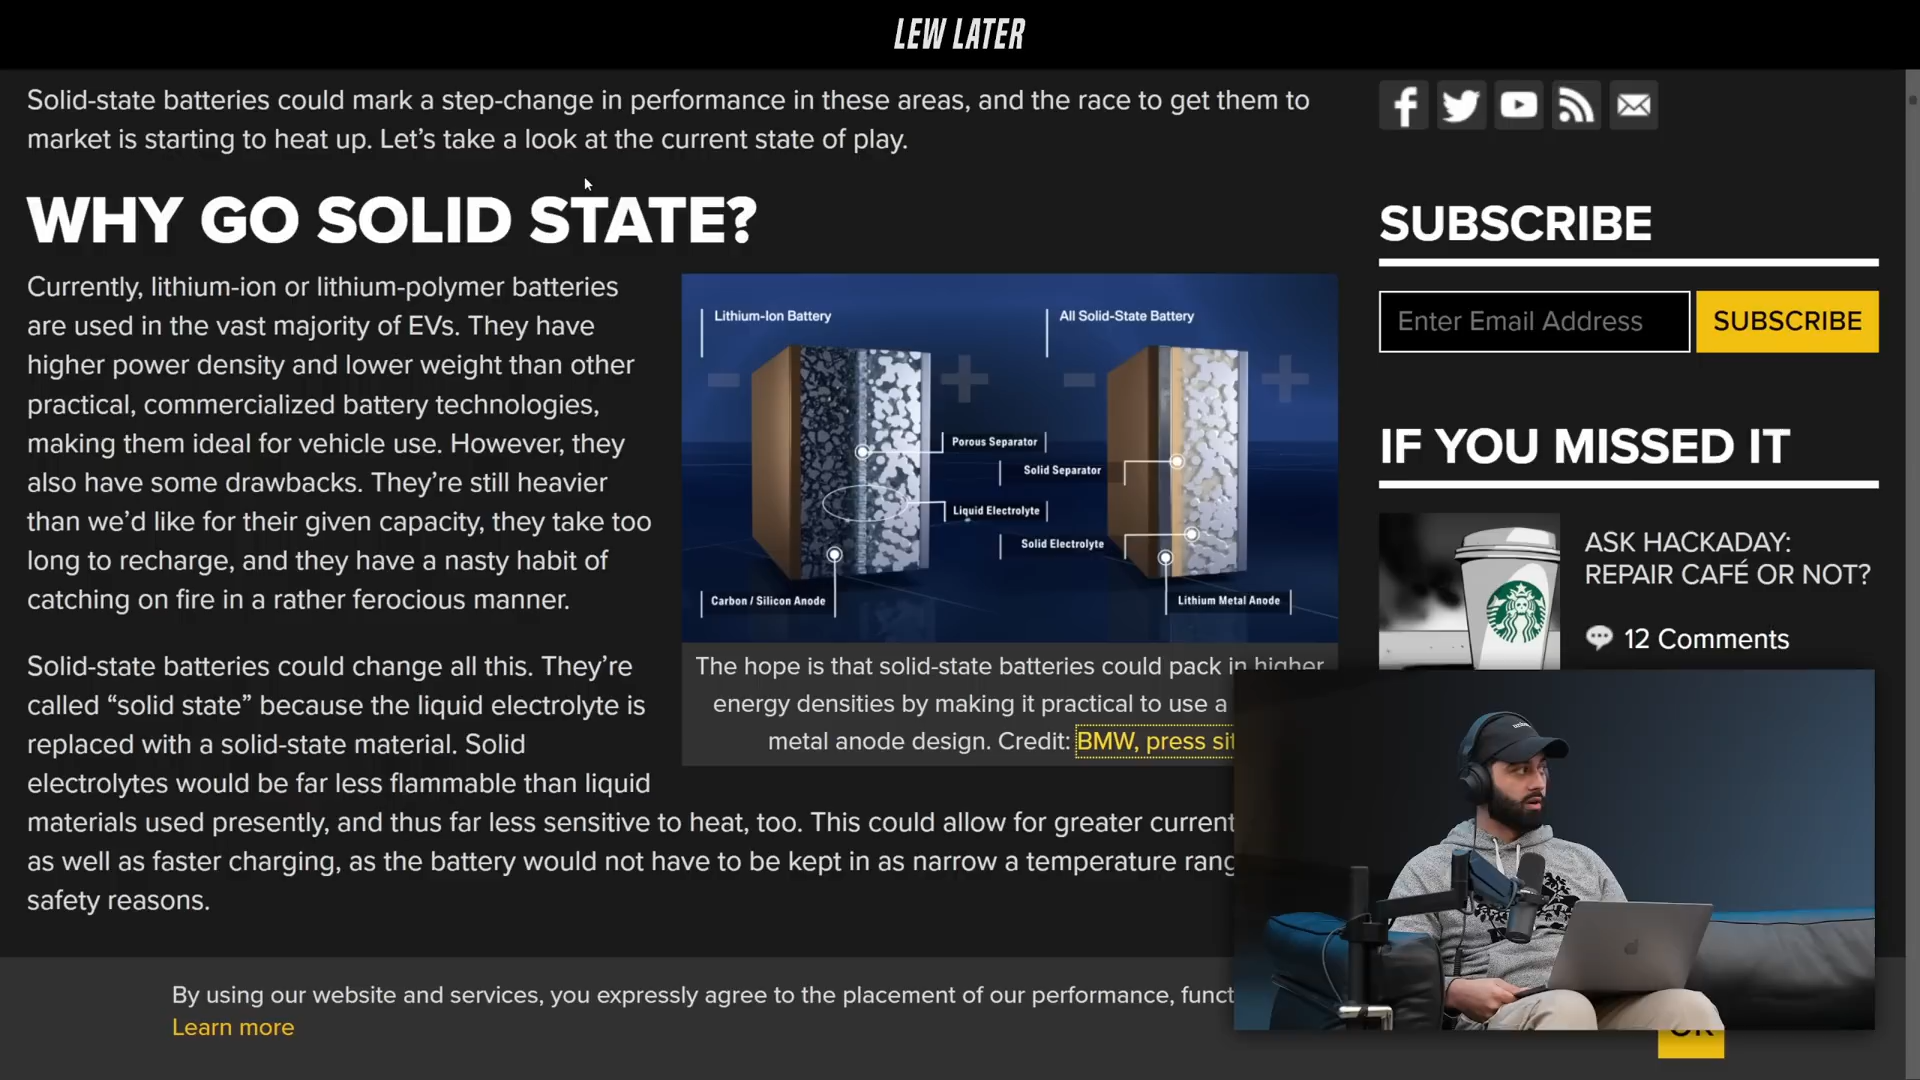 LEW LATER
Solid-state batteries could mark a step-change in performance in these areas, and the race to get them to
market is starting to heat up. Let's take a look at the current state of play.
WHY GO SOLID STATE?
Currently, lithium-ion or lithium-polymer batteries
are used in the vast majority of EVs. They have
higher power density and lower weight than other
practical, commercialized battery technologies,
making them ideal for vehicle use. However, they
also have some drawbacks. They're still heavier
than we'd like for their given capacity, they take too
long to recharge, and they have a nasty habit of
catching on fire in a rather ferocious manner.
Solid-state batteries could change all this. They're
called “solid state” because the liquid electrolyte is
replaced with a solid-state material. Solid
electrolytes would be far less flammable than liquid
materials used presently, and thus far less sensitive to heat, too. This could allow for greater current
as well as faster charging, as the battery would not have to be kept in as narrow a temperature rang
safety reasons.
Lithium-Ion Battery
All Solid-State Battery
Porous Separator
Solid Separator
Liquid Electrolyte
Solid Electrolyte
Carbon / Silicon Anode
Lithium Metal Anode
The hope is that solid-state batteries could pack in higher
energy densities by making it practical to use a
metal anode design. Credit: BMW, press sit
SUBSCRIBE
Enter Email Address
SUBSCRIBE
IF YOU MISSED IT
ASK HACKADAY:
REPAIR CAFÉ OR NOT?
12 Comments
By using our website and services, you expressly agree to the placement of our performance, funct
Learn more
OK